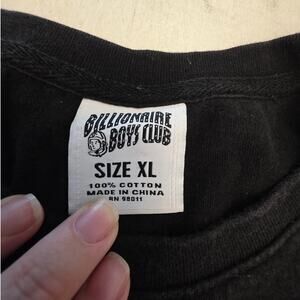 BILLIONAIRE
BOYS CLUB
SIZE XL
100% COTTON
MADE IN CHINA
RN 98011